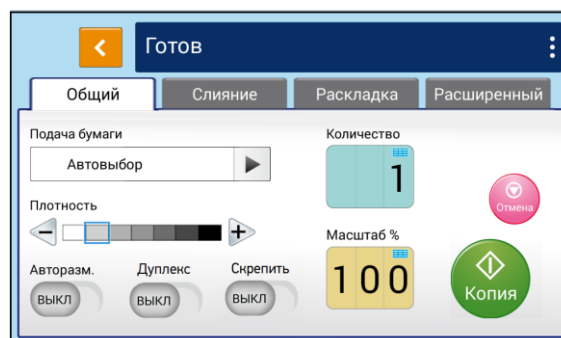 Готов
Общий
Слияние
Раскладка
Расширенный
Подача бумаги
Автовыбор
Количество
1
Отмена
Плотность
Масштаб %
100
Авторазм.
Дуплекс
Скрепить
ВЫКЛ
ВЫКЛ
ВЫКЛ
Копия